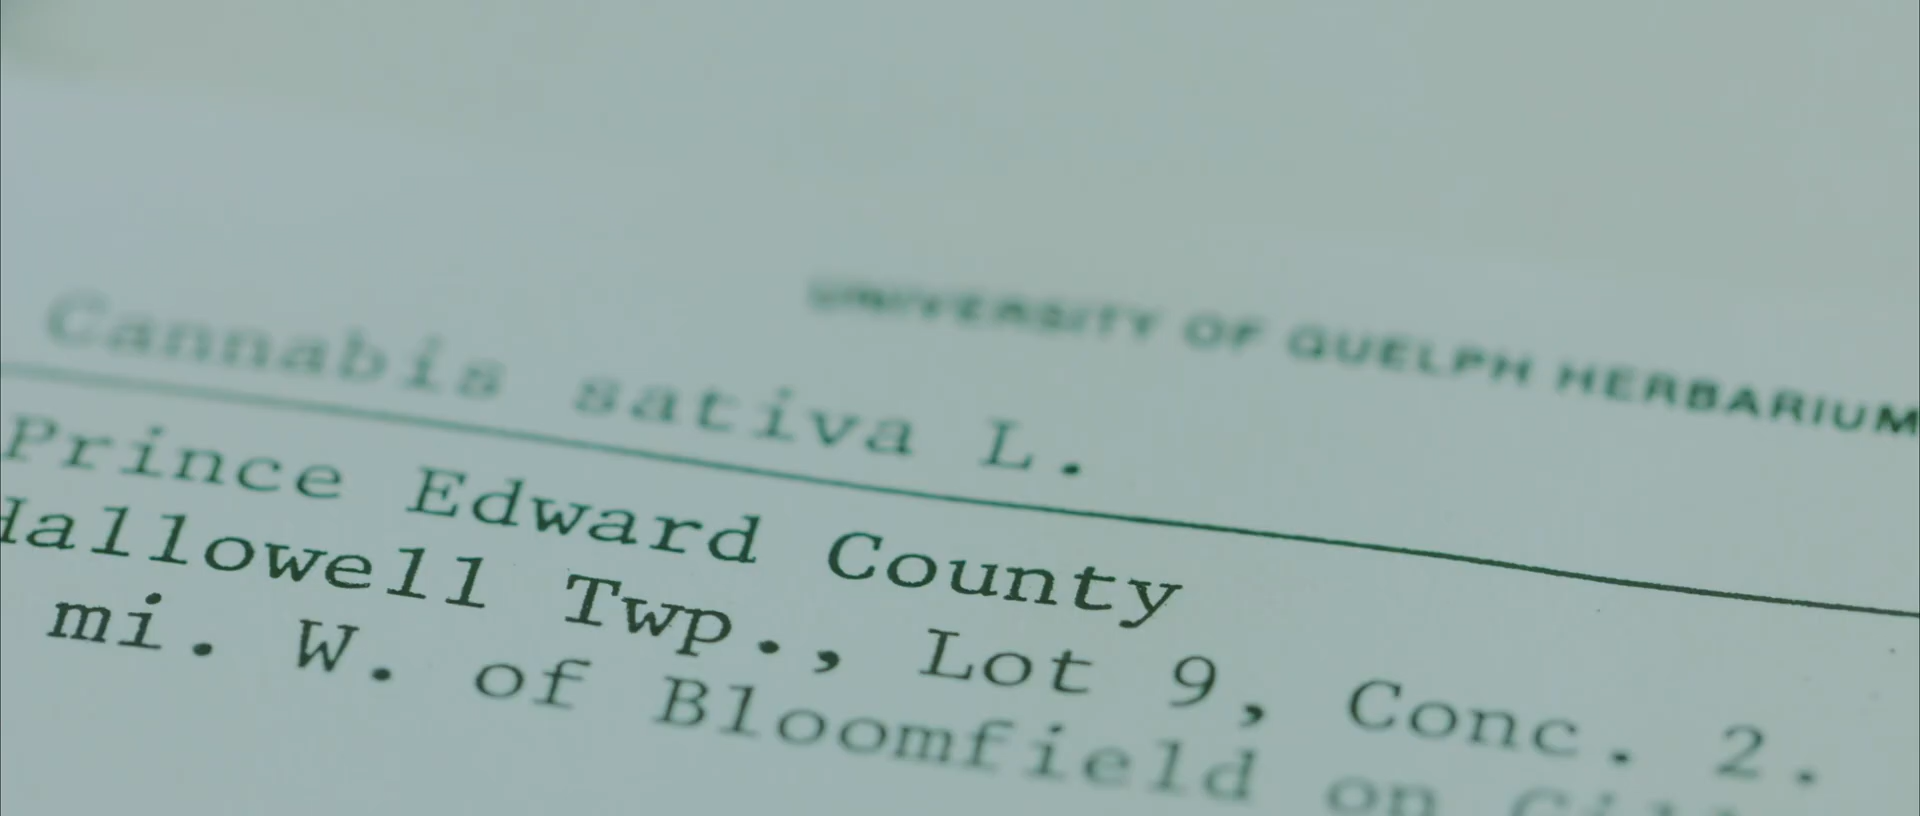 UNIVERSITY OF GUELPH HERBARIUM
Cannabis sativa L.
Prince Edward County
Hallowell Twp., Lot 9, Conc. 2.
mi. W. of Bloomfield on